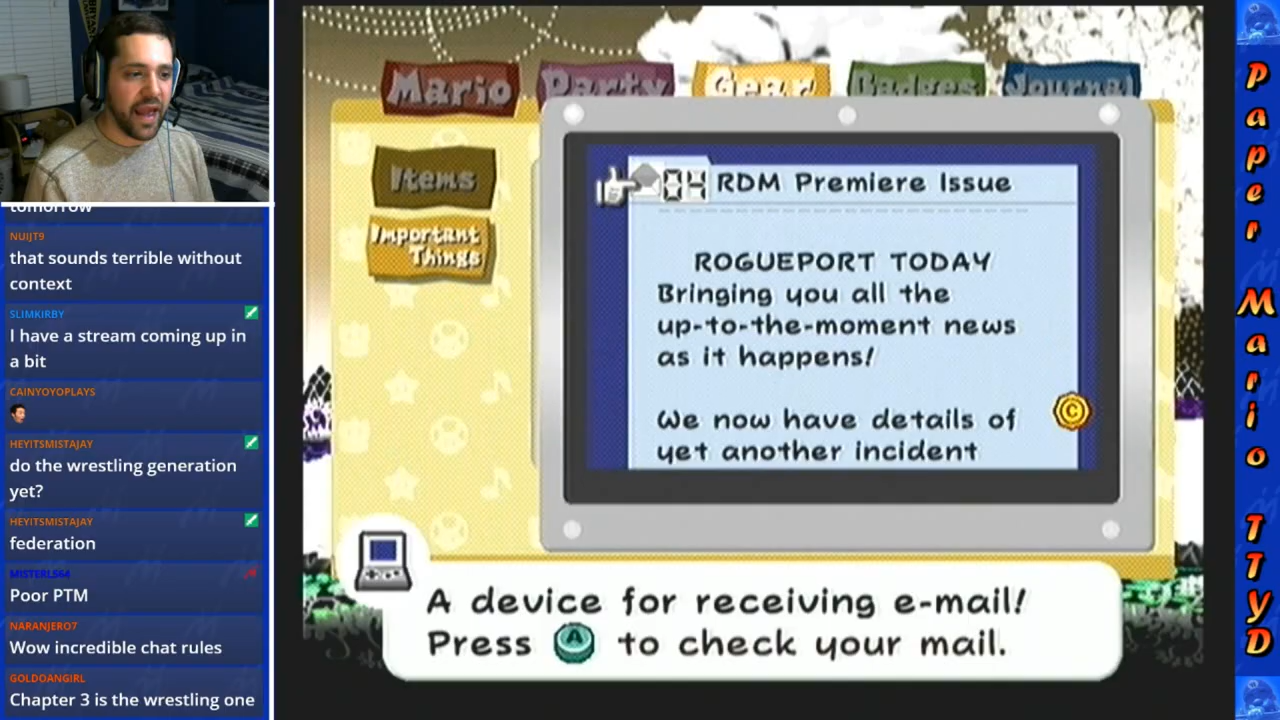 tomorrow
NUIJT9
that sounds terrible without
context
SLIMKIRBY
I have a stream coming up in
a bit
CAINYOYOPLAYS
HEYITSMISTAJAY
do the wrestling generation
yet?
HEYITSMISTAJAY
federation
MISTERLS64
Poor PTM
NARANJERO7
Wow incredible chat rules
GOLDOANGIRL
Chapter 3 is the wrestling one
Mario Party Gear Badges Journal
Items
Important
Things
04 RDM Premiere Issue
ROGUEPORT TODAY
Bringing you all the
up-to-the-moment news
as it happens!
We now have details of
yet another incident
A device for receiving e-mail!
Press A to check your mail.
Paper Mario TTYD